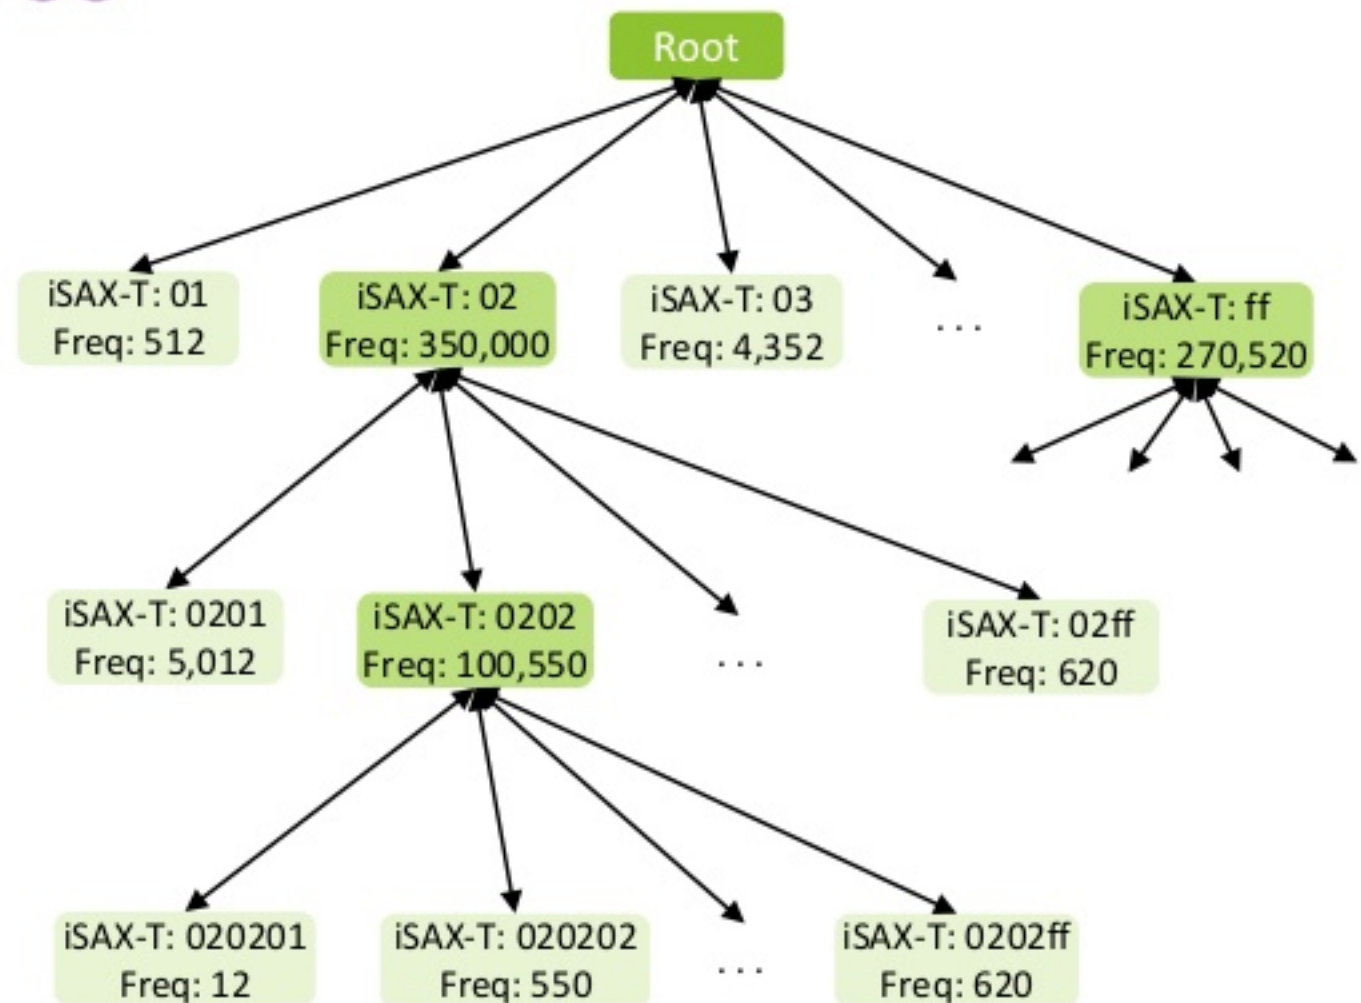 Root
iSAX-T: 01
Freq: 512
iSAX-T: 02
Freq: 350,000
iSAX-T: 03
Freq: 4,352
...
iSAX-T: ff
Freq: 270,520
iSAX-T: 0201
Freq: 5,012
iSAX-T: 0202
Freq: 100,550
...
iSAX-T: 02ff
Freq: 620
iSAX-T: 020201
Freq: 12
iSAX-T: 020202
Freq: 550
...
iSAX-T: 0202ff
Freq: 620